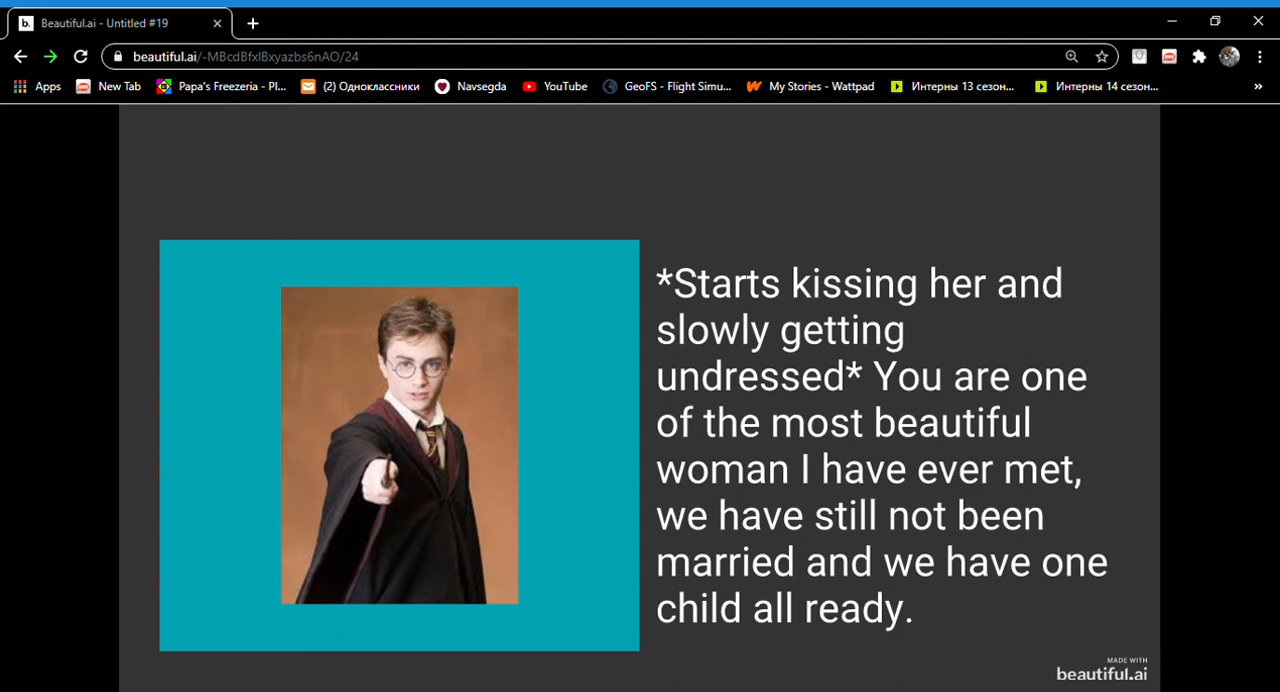 b. Beautiful.ai - Untitled #19
beautiful.ai/-MBcdBfxlBxyazbs6nAO/24
Apps New Tab Papa's Freezeria - Pl... (2) Одноклассники Navsegda YouTube GeoFS - Flight Simu... My Stories - Wattpad Интерны 13 сезон... Интерны 14 сезон... »
*Starts kissing her and
slowly getting
undressed* You are one
of the most beautiful
woman I have ever met,
we have still not been
married and we have one
child all ready.
MADE WITH
beautiful.ai